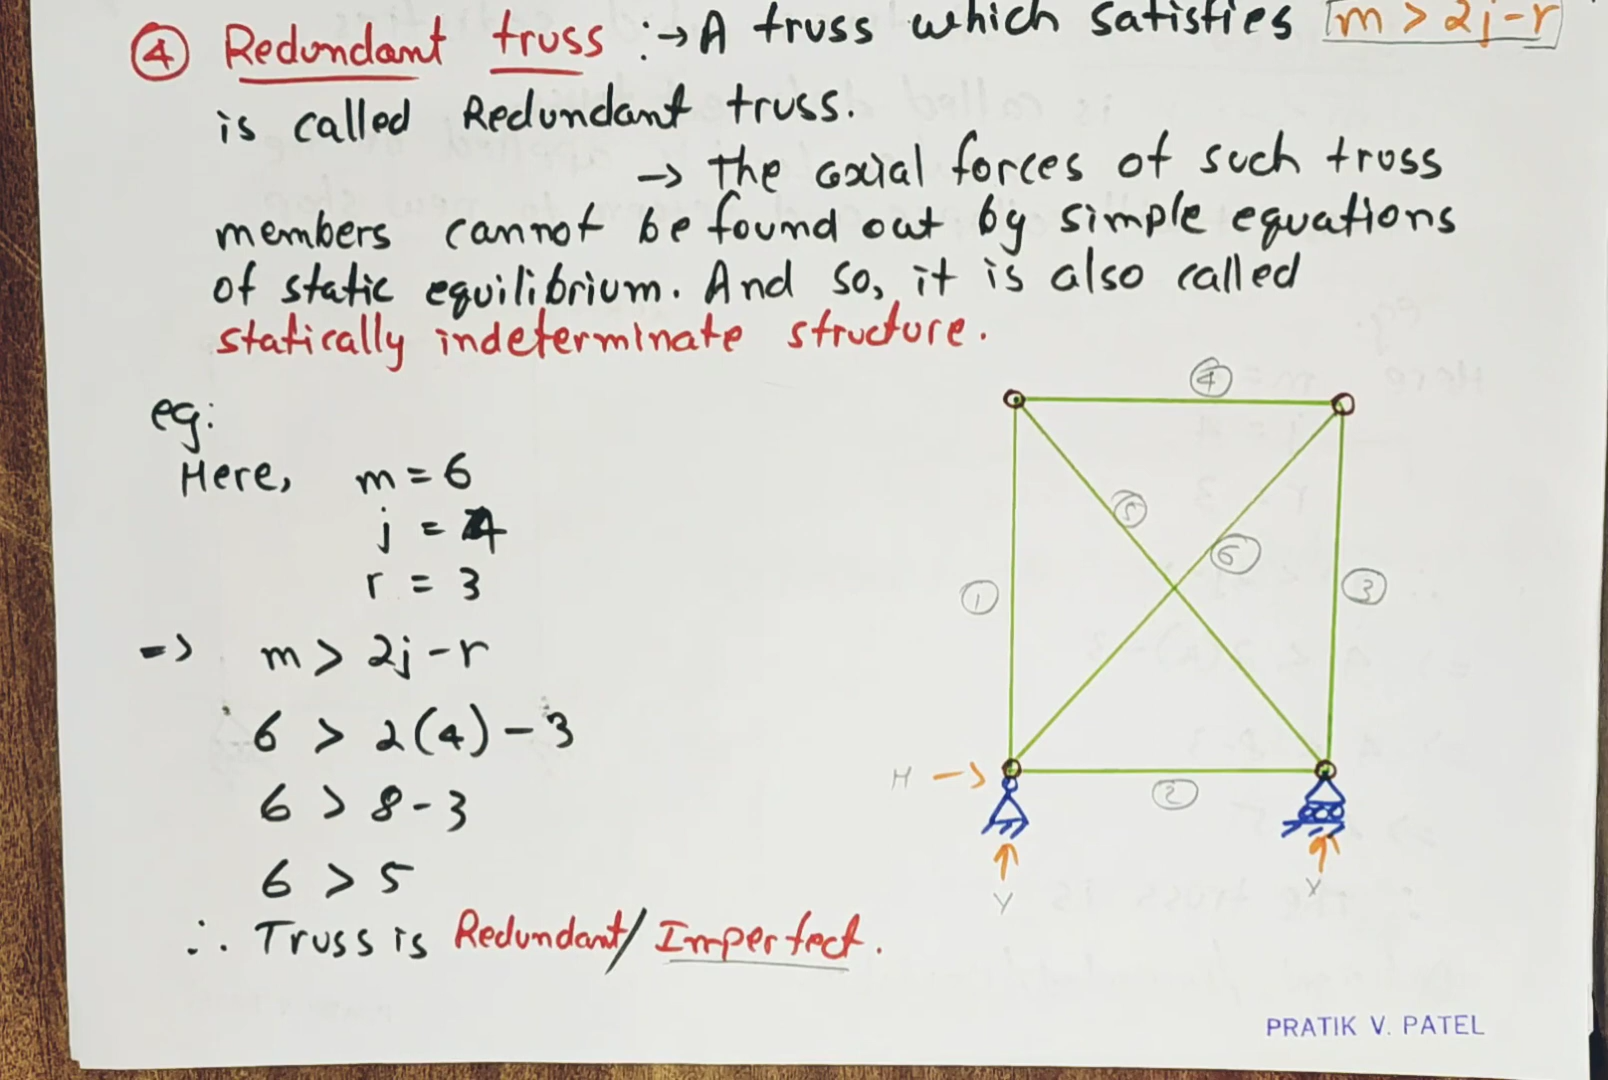 ④ Redundant truss :→ A truss which satisfies m > 2j-r
is called Redundant truss.
→ The axial forces of such truss
members cannot be found out by simple equations
of static equilibrium. And so, it is also called
statically indeterminate structure.
eg:
Here, m = 6
j = 4
r = 3
=> m > 2j - r
6 > 2(4) - 3
6 > 8 - 3
6 > 5
∴ Truss is Redundant/Imperfect.
④
⑤
⑥
①
③
H →
②
V
V
PRATIK V. PATEL